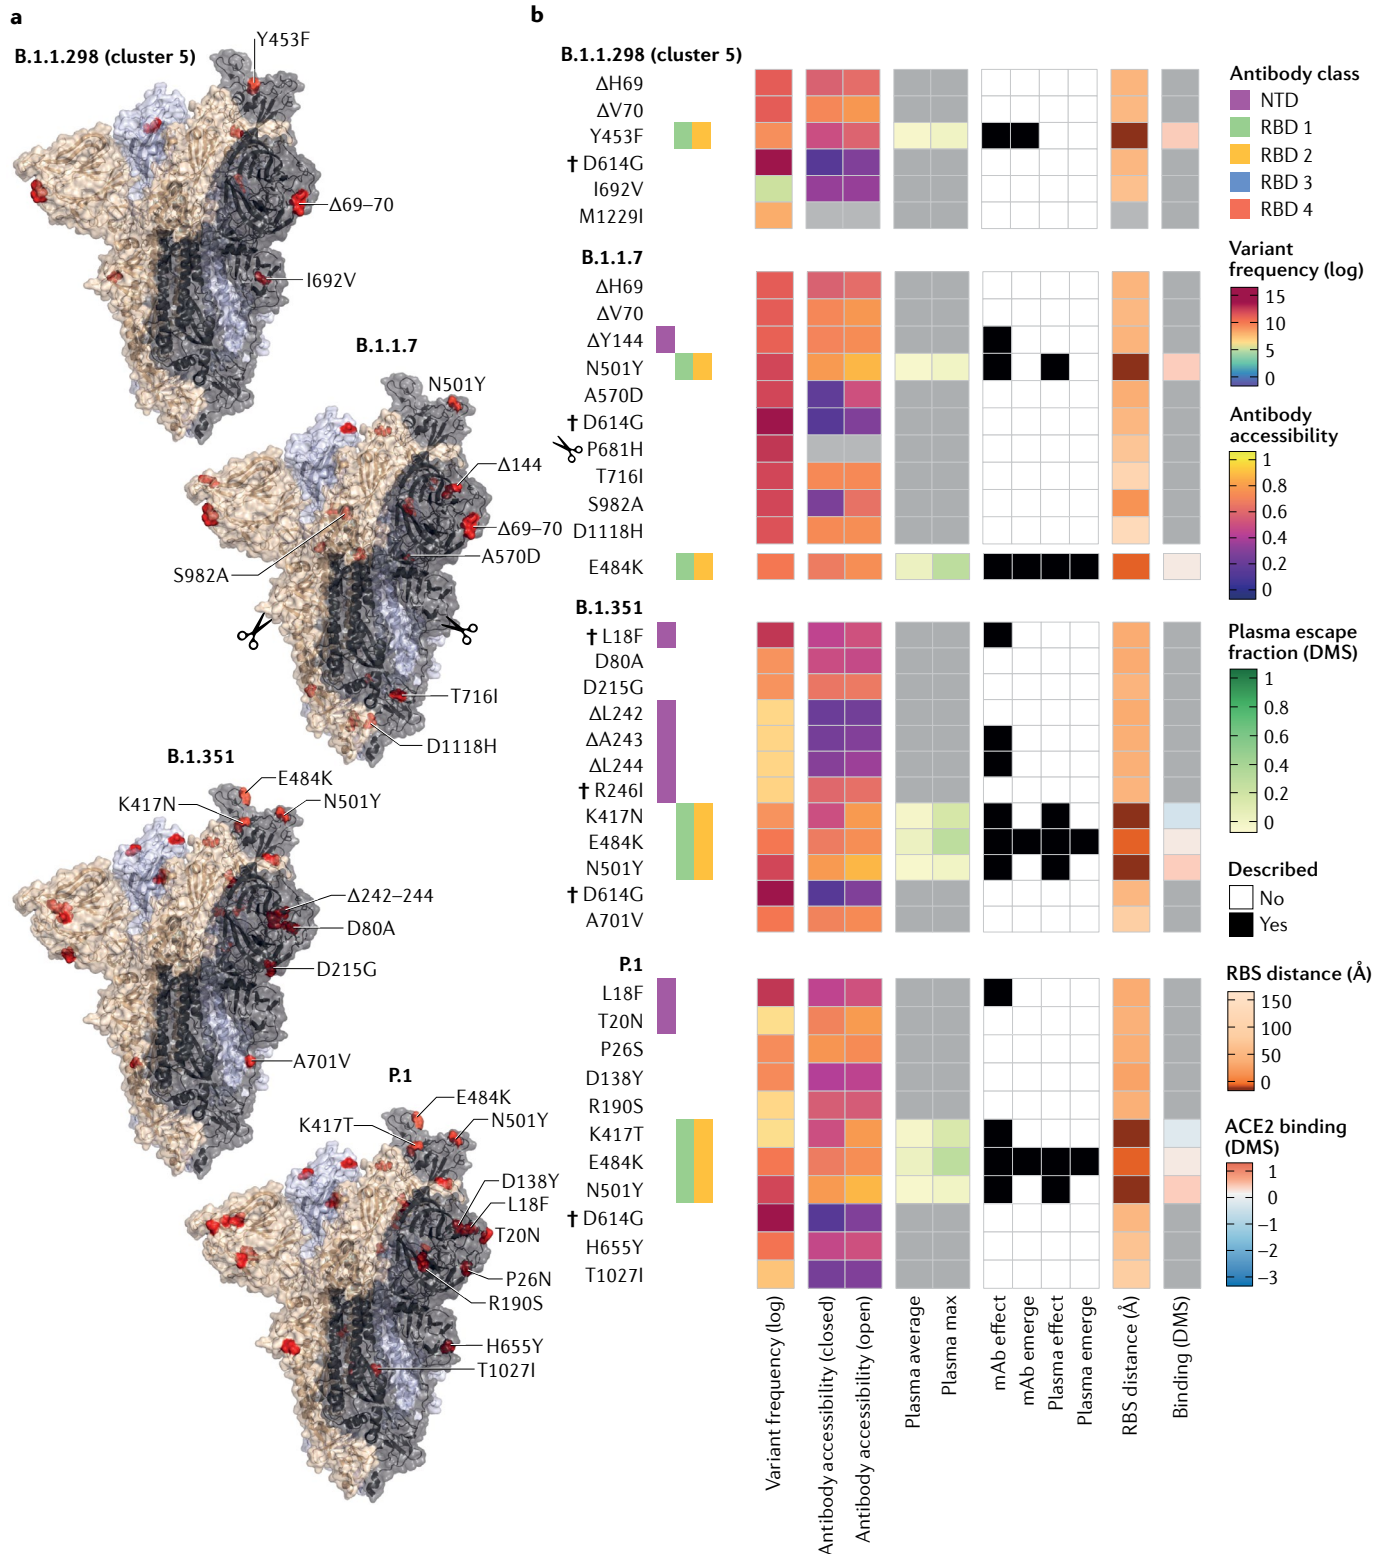 a
B.1.1.298 (cluster 5)
Y453F
Δ69–70
I692V
B.1.1.7
N501Y
Δ144
Δ69–70
A570D
S982A
T716I
D1118H
B.1.351
E484K
K417N
N501Y
Δ242–244
D80A
D215G
A701V
P.1
E484K
K417T
N501Y
D138Y
L18F
T20N
P26N
R190S
H655Y
T1027I
b
B.1.1.298 (cluster 5)
ΔH69
ΔV70
Y453F
† D614G
I692V
M1229I
B.1.1.7
ΔH69
ΔV70
ΔY144
N501Y
A570D
† D614G
P681H
T716I
S982A
D1118H
E484K
B.1.351
† L18F
D80A
D215G
ΔL242
ΔA243
ΔL244
† R246I
K417N
E484K
N501Y
† D614G
A701V
P.1
L18F
T20N
P26S
D138Y
R190S
K417T
E484K
N501Y
† D614G
H655Y
T1027I
Variant frequency (log)
Antibody accessibility (closed)
Antibody accessibility (open)
Plasma average
Plasma max
mAb effect
mAb emerge
Plasma effect
Plasma emerge
RBS distance (Å)
Binding (DMS)
Antibody class
NTD
RBD 1
RBD 2
RBD 3
RBD 4
Variant
frequency (log)
15
10
5
0
Antibody
accessibility
1
0.8
0.6
0.4
0.2
0
Plasma escape
fraction (DMS)
1
0.8
0.6
0.4
0.2
0
Described
No
Yes
RBS distance (Å)
150
100
50
0
ACE2 binding
(DMS)
1
0
−1
−2
−3